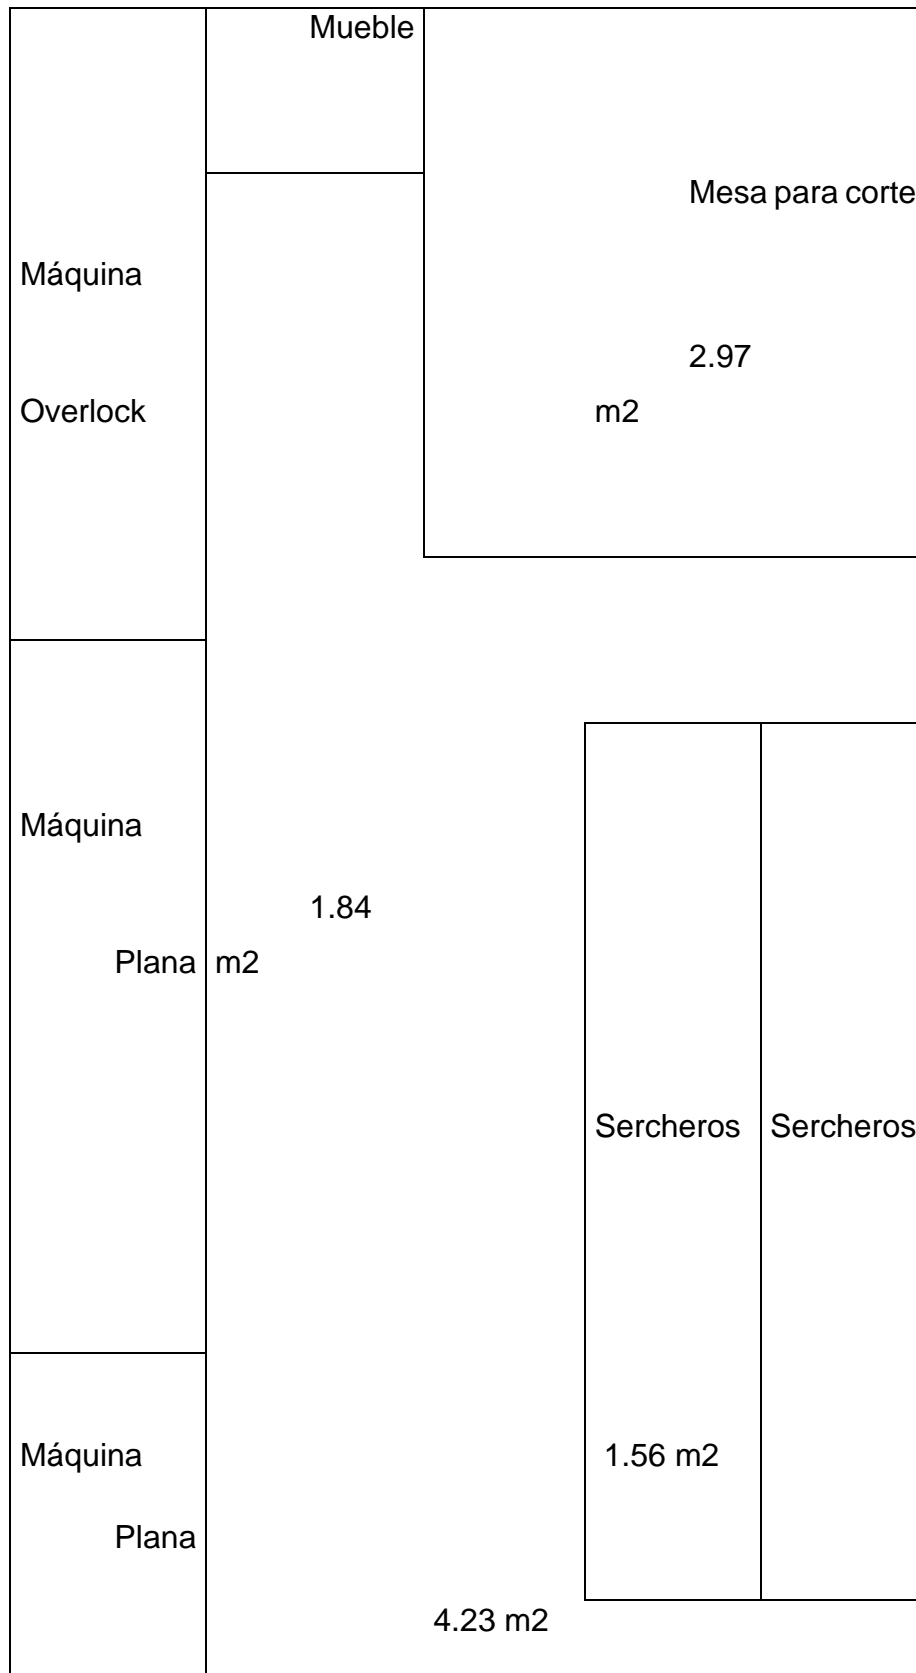 Mueble
Mesa para corte
Máquina
2.97
Overlock
m2
Máquina
1.84
Plana
m2
Sercheros
Sercheros
Máquina
1.56 m2
Plana
4.23 m2